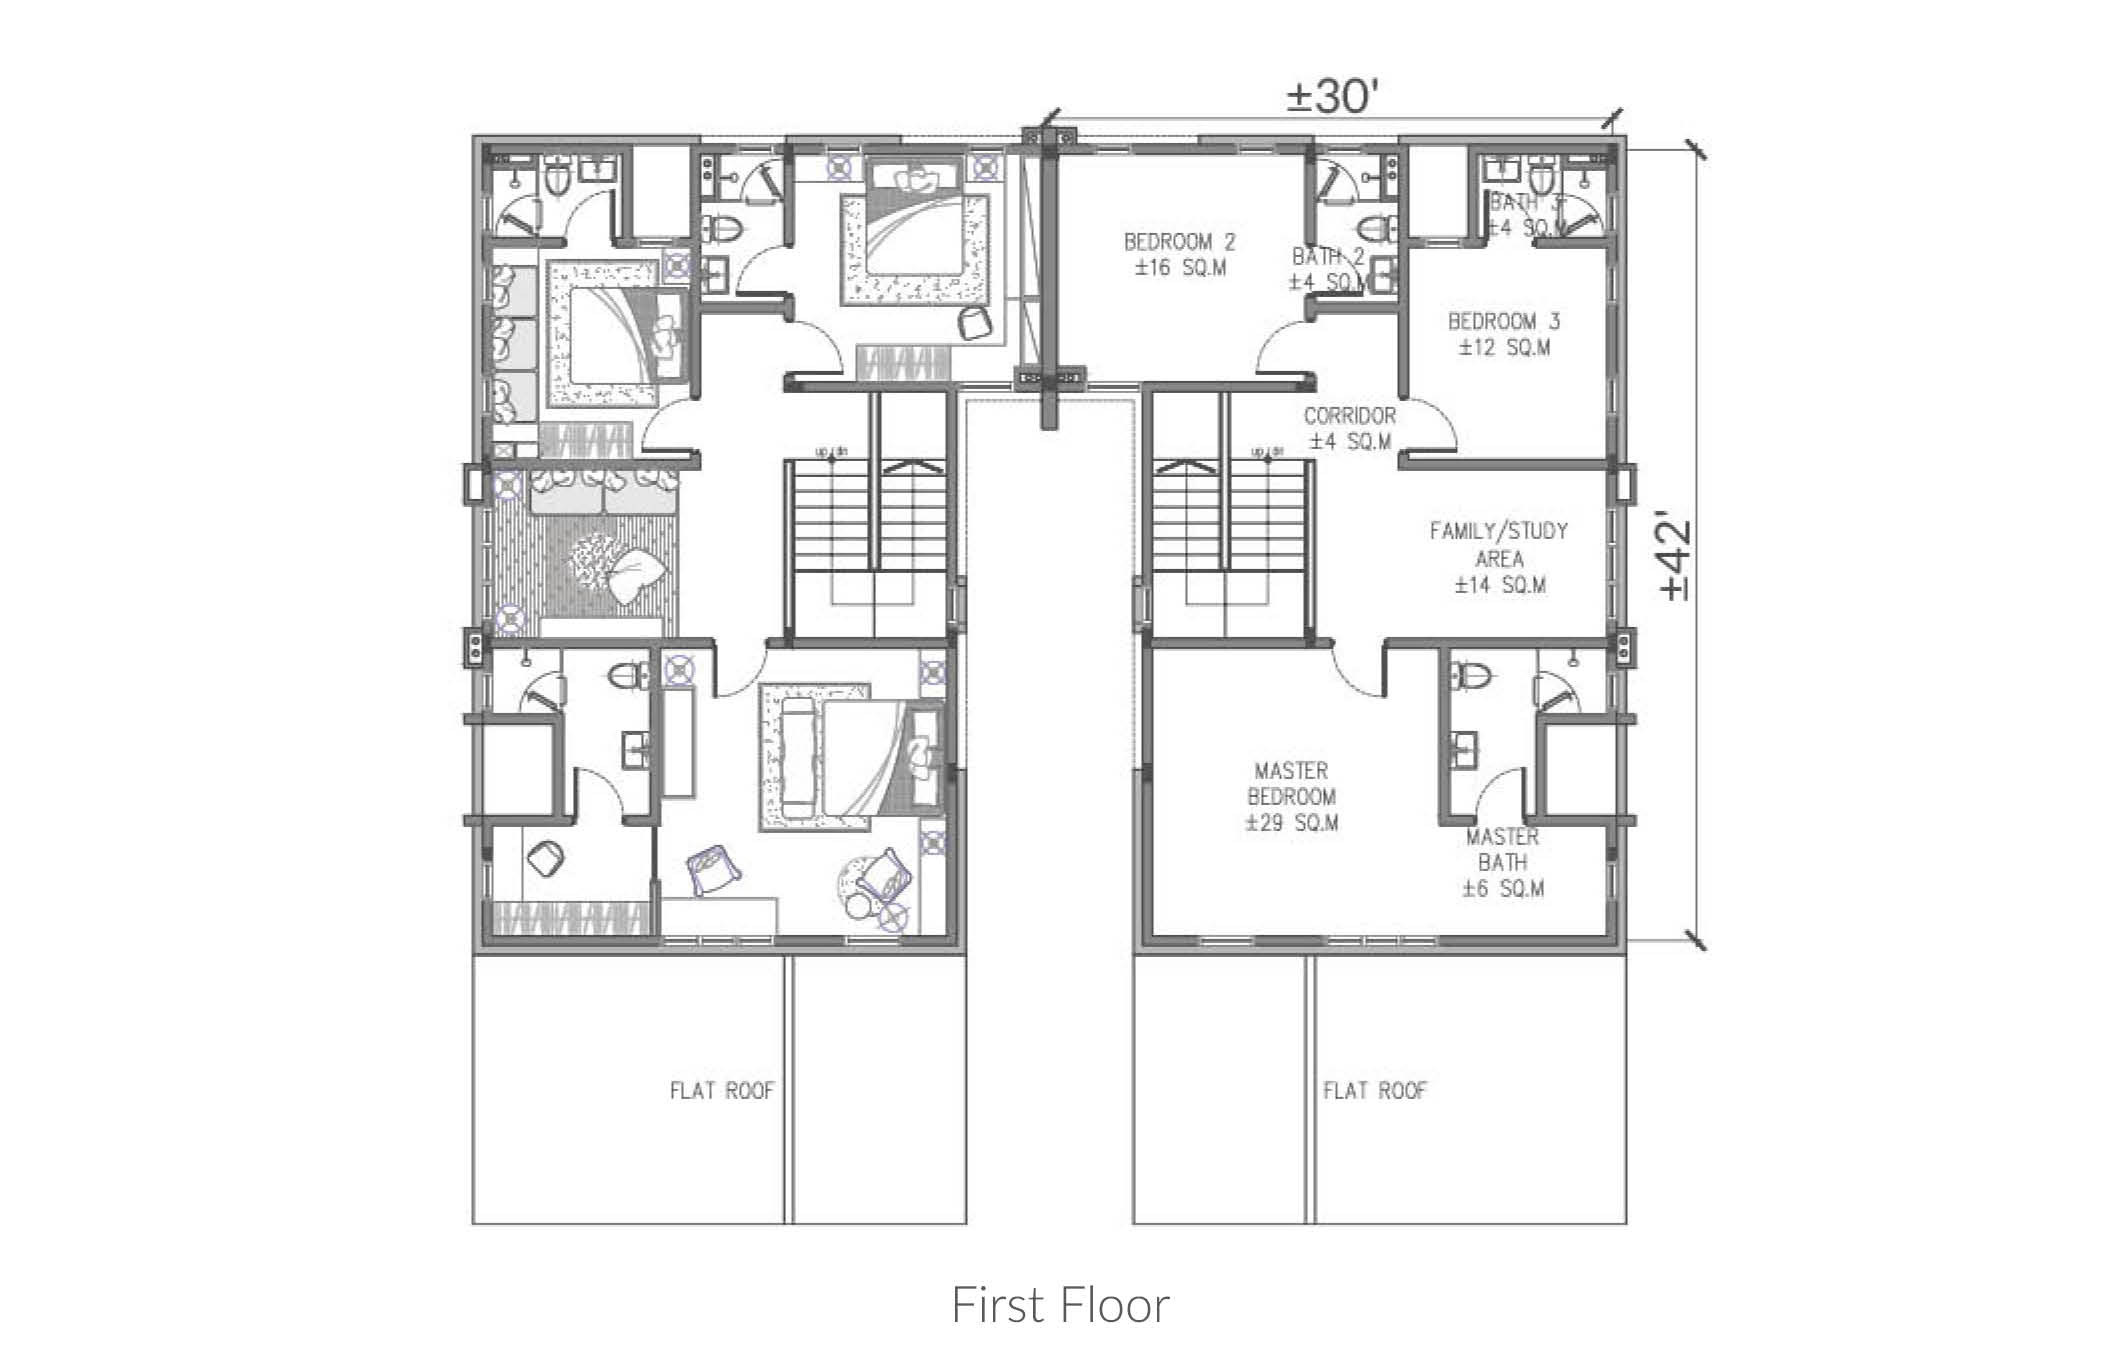 ±30'
BEDROOM 2
±16 SQ.M
BATH 2
±4 SQ.M
BATH 3
±4 SQ.M
BEDROOM 3
±12 SQ.M
CORRIDOR
±4 SQ.M
up / dn
up / dn
FAMILY/STUDY
AREA
±14 SQ.M
±42'
MASTER
BEDROOM
±29 SQ.M
MASTER
BATH
±6 SQ.M
FLAT ROOF
FLAT ROOF
First Floor